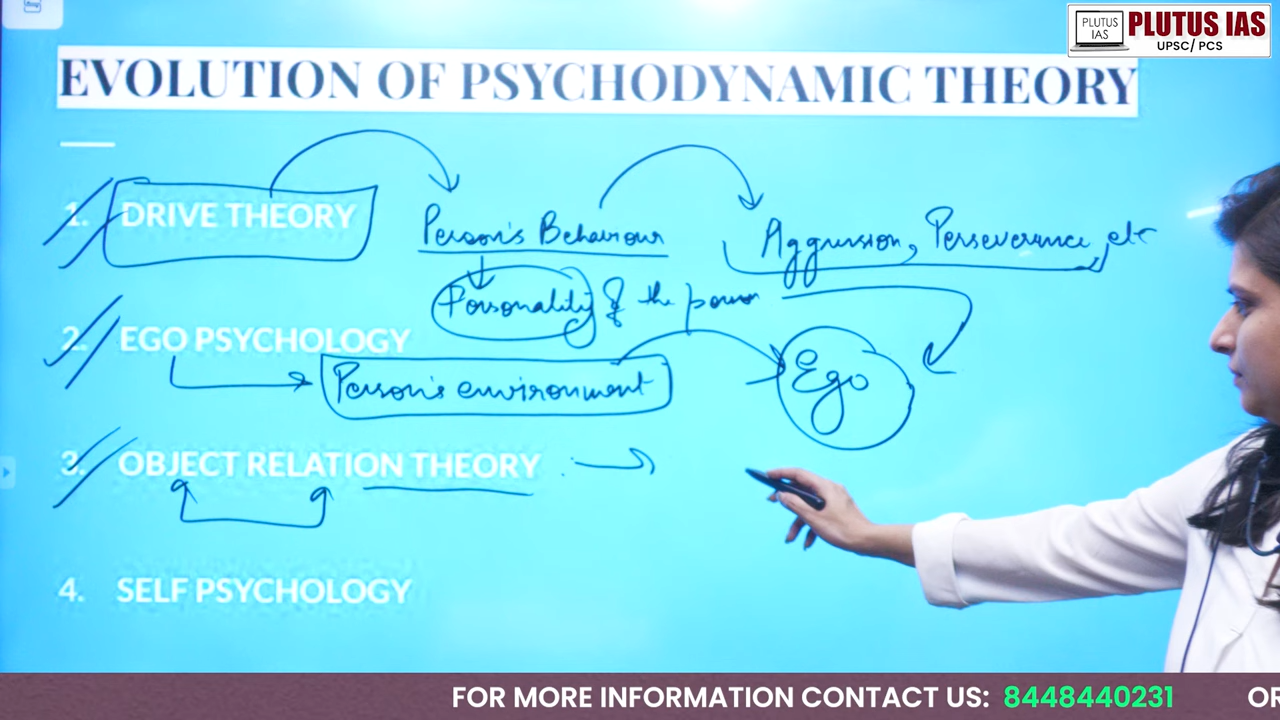 PLUTUS IAS
PLUTUS IAS
UPSC/ PCS
EVOLUTION OF PSYCHODYNAMIC THEORY
1. DRIVE THEORY
Person's Behaviour
Aggression, Perseverance, etc
Personality of the person
2. EGO PSYCHOLOGY
Person's environment
Ego
3. OBJECT RELATION THEORY
4. SELF PSYCHOLOGY
FOR MORE INFORMATION CONTACT US: 8448440231 OF